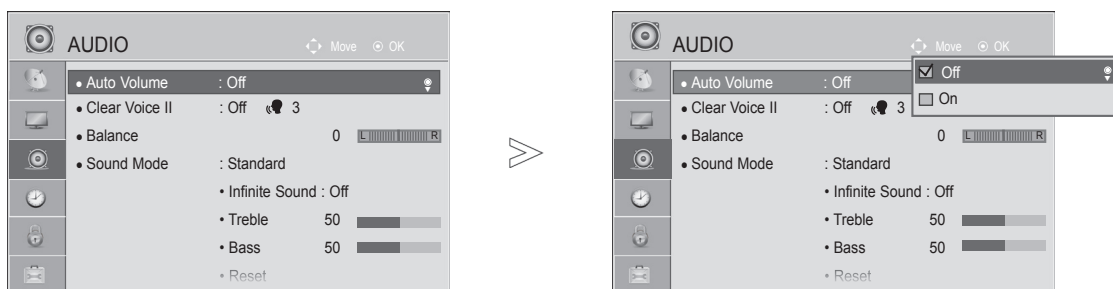 AUDIO
Move OK
• Auto Volume : Off
• Clear Voice II : Off 3
• Balance 0 L R
• Sound Mode : Standard
• Infinite Sound : Off
• Treble 50
• Bass 50
• Reset
>
AUDIO
Move OK
• Auto Volume : Off
Off
On
• Clear Voice II : Off 3
• Balance 0 L R
• Sound Mode : Standard
• Infinite Sound : Off
• Treble 50
• Bass 50
• Reset